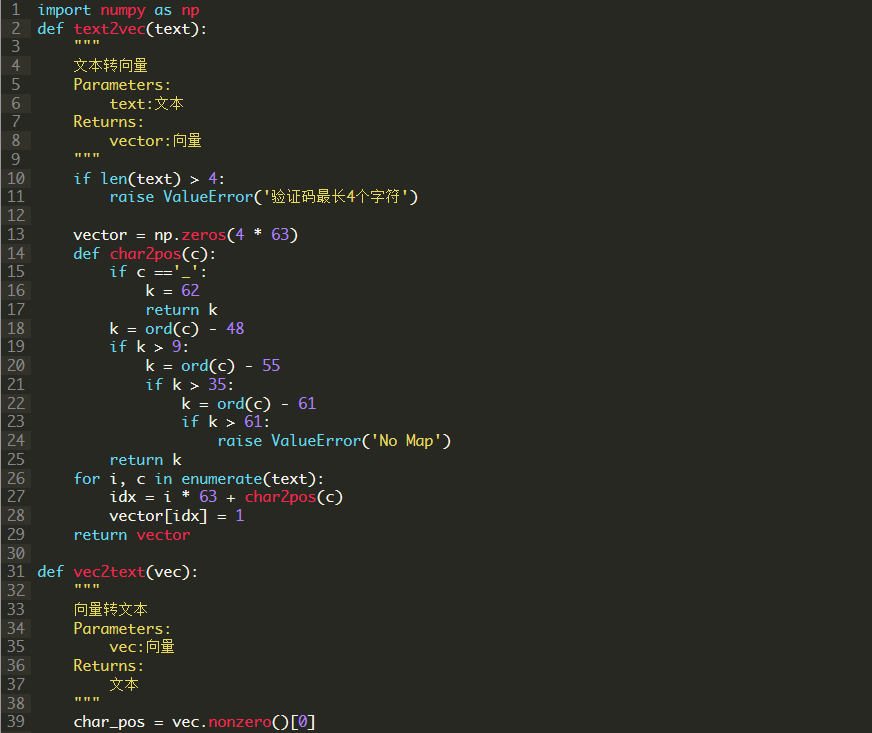 1 import numpy as np
2 def text2vec(text):
3     """
4     文本转向量
5     Parameters:
6         text:文本
7     Returns:
8         vector:向量
9     """
10     if len(text) > 4:
11         raise ValueError('验证码最长4个字符')
12
13     vector = np.zeros(4 * 63)
14     def char2pos(c):
15         if c =='_':
16             k = 62
17             return k
18         k = ord(c) - 48
19         if k > 9:
20             k = ord(c) - 55
21             if k > 35:
22                 k = ord(c) - 61
23                 if k > 61:
24                     raise ValueError('No Map')
25         return k
26     for i, c in enumerate(text):
27         idx = i * 63 + char2pos(c)
28         vector[idx] = 1
29     return vector
30
31 def vec2text(vec):
32     """
33     向量转文本
34     Parameters:
35         vec:向量
36     Returns:
37         文本
38     """
39     char_pos = vec.nonzero()[0]